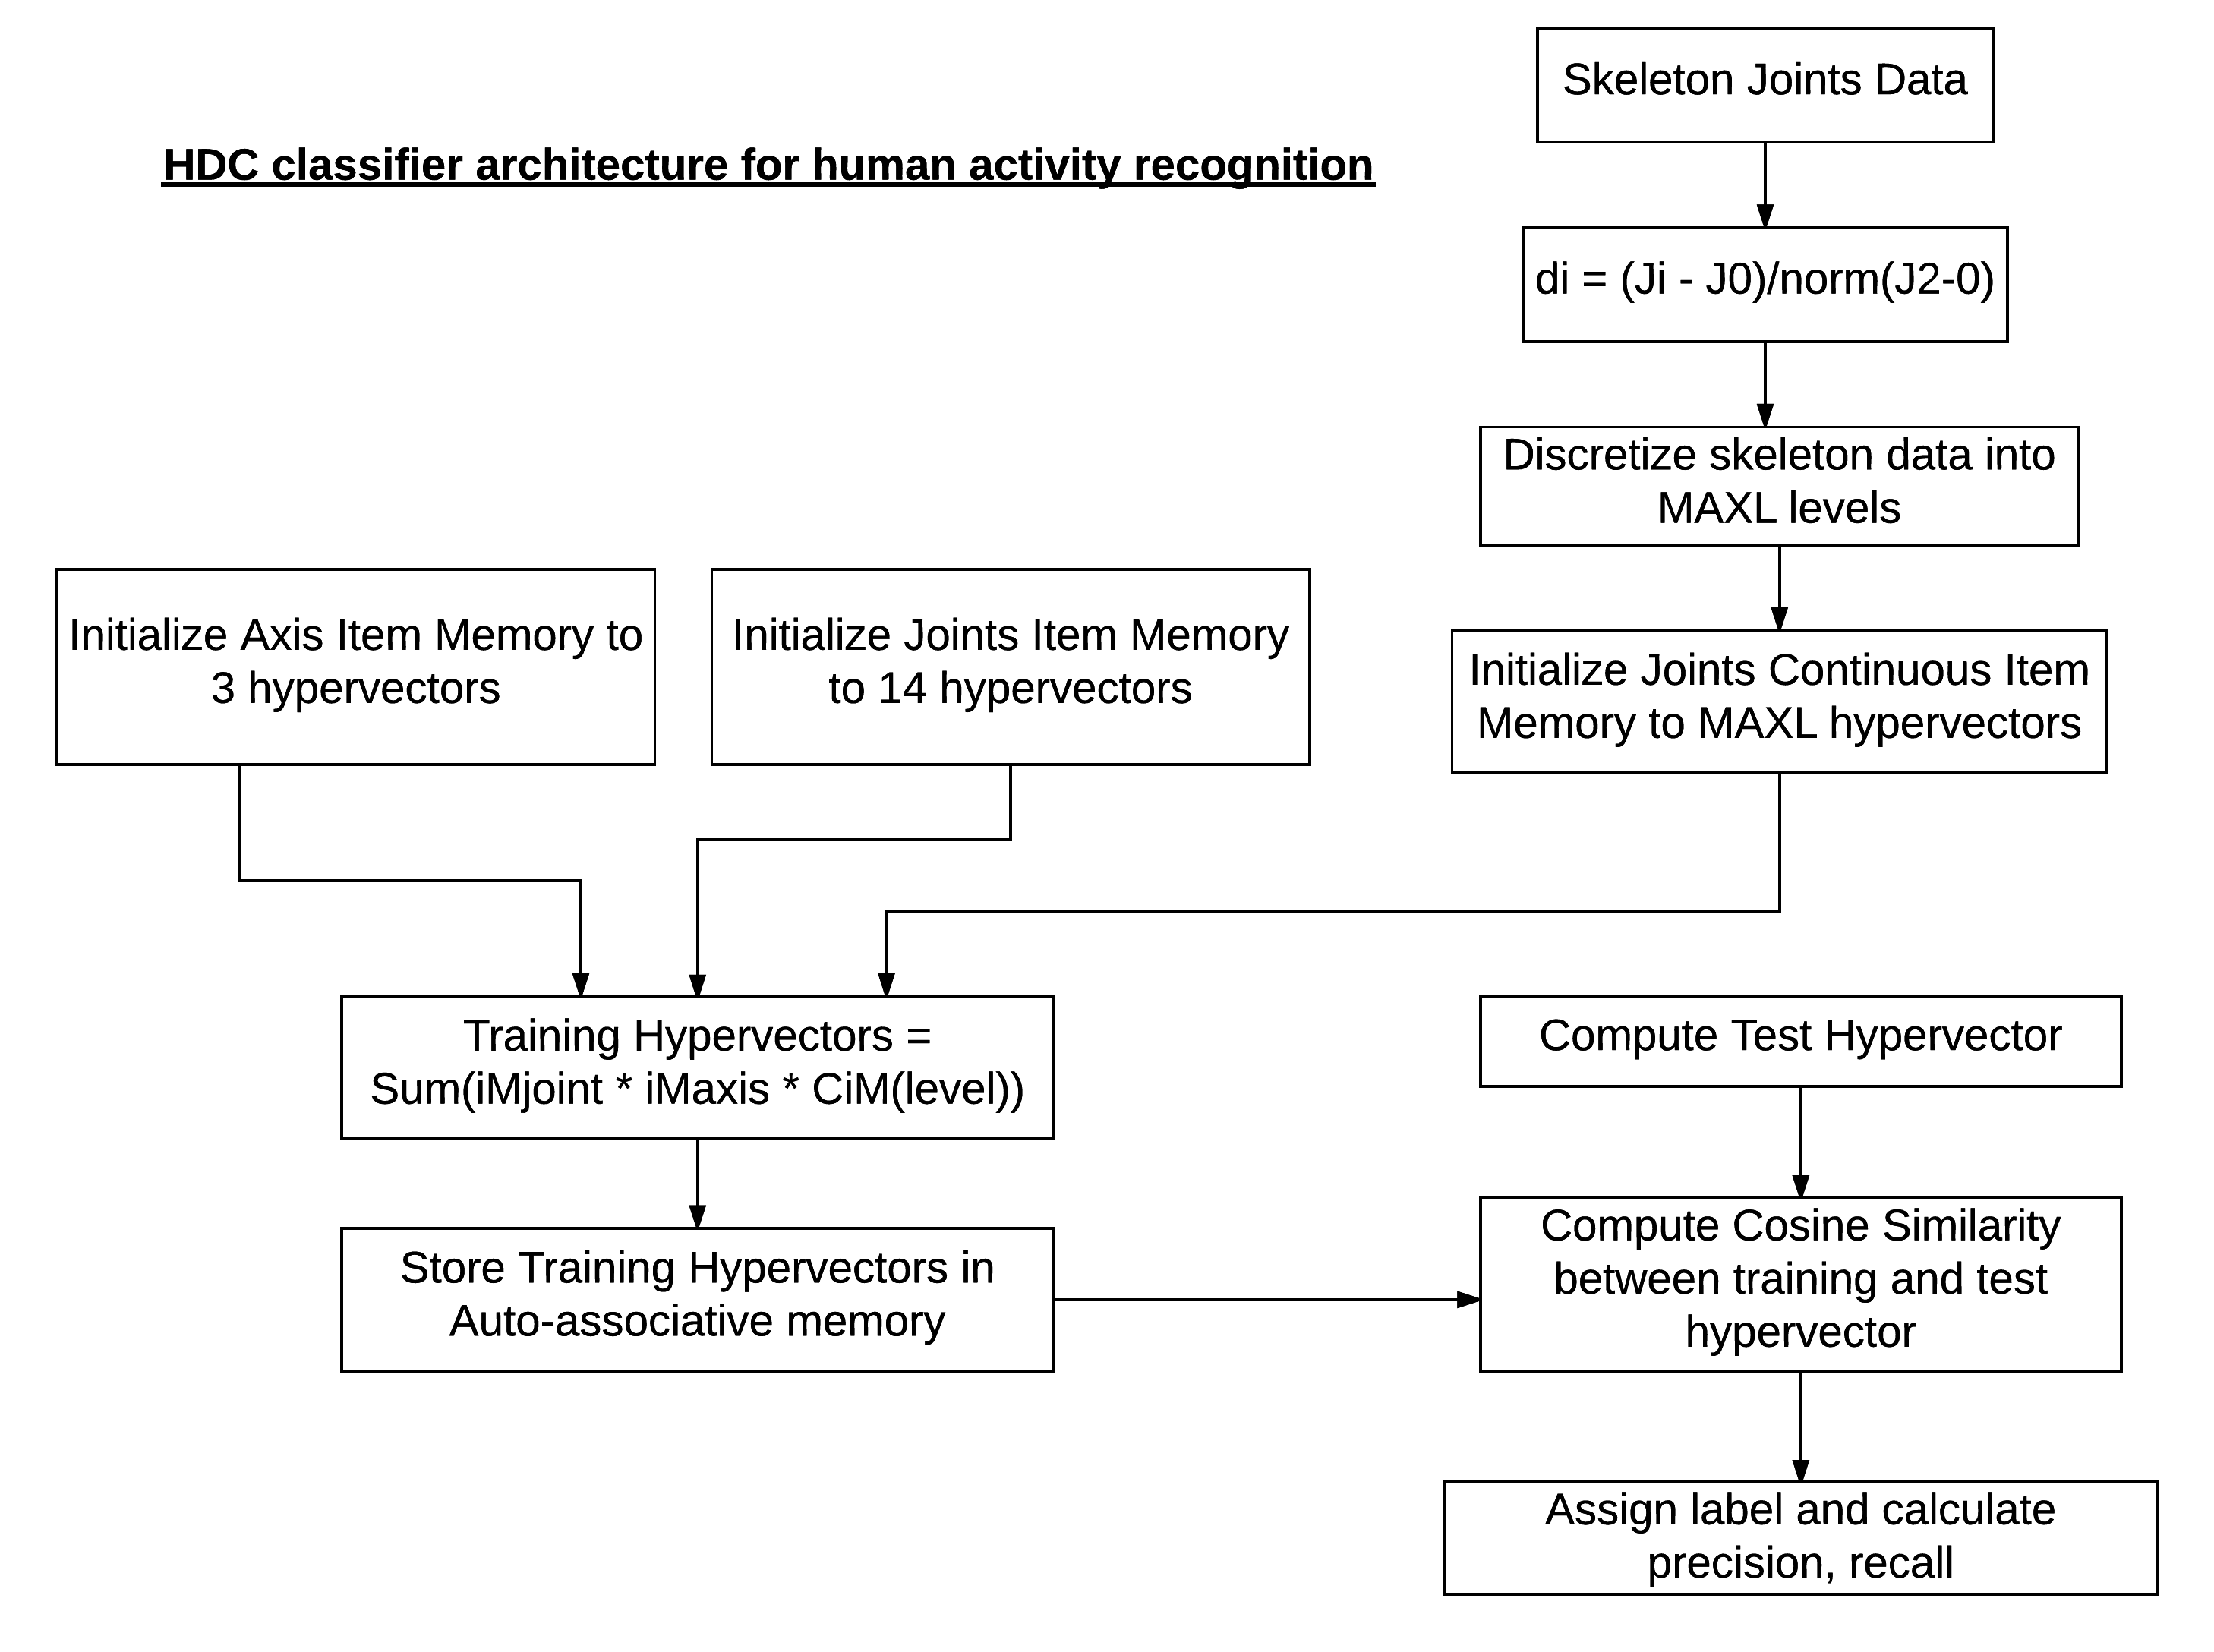 HDC classifier architecture for human activity recognition
Skeleton Joints Data
di = (Ji - J0)/norm(J2-0)
Discretize skeleton data into
MAXL levels
Initialize Axis Item Memory to
3 hypervectors
Initialize Joints Item Memory
to 14 hypervectors
Initialize Joints Continuous Item
Memory to MAXL hypervectors
Training Hypervectors =
Sum(iMjoint * iMaxis * CiM(level))
Store Training Hypervectors in
Auto-associative memory
Compute Test Hypervector
Compute Cosine Similarity
between training and test
hypervector
Assign label and calculate
precision, recall